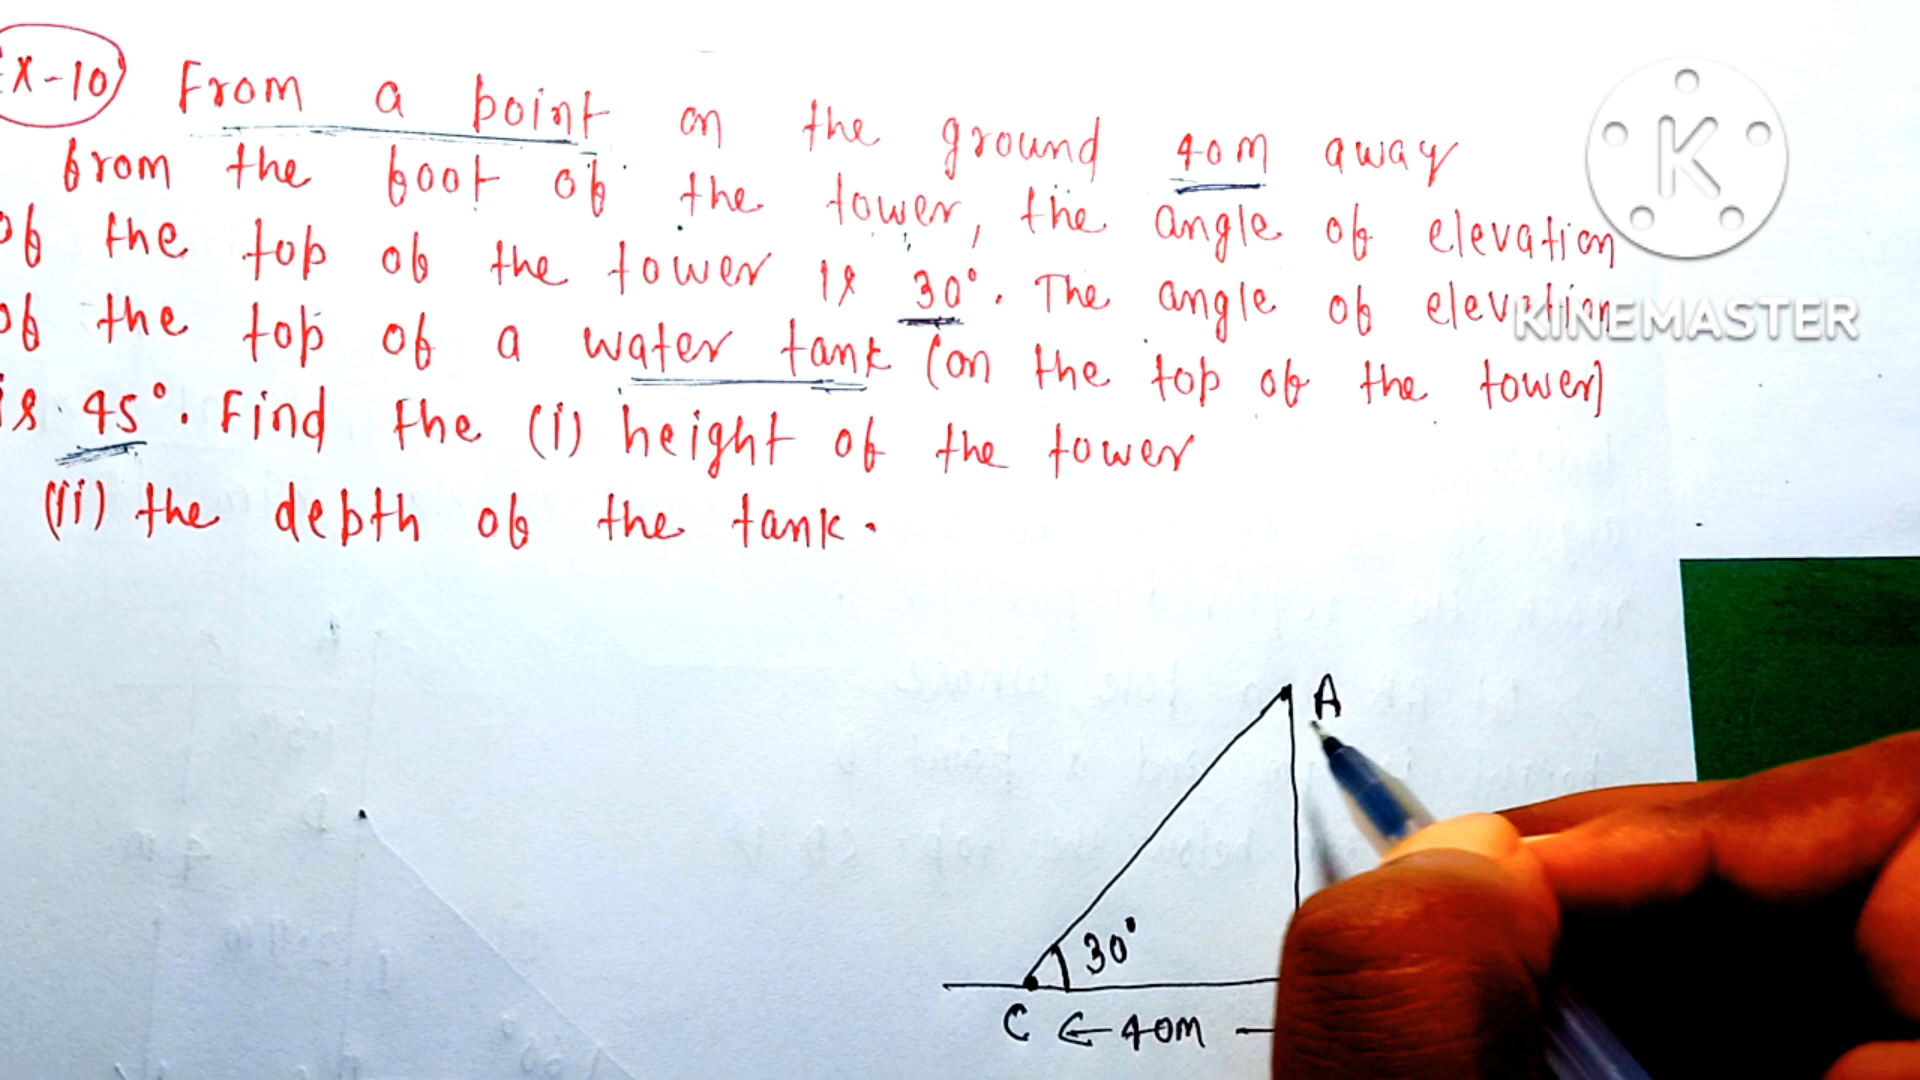 Ex-10) From a point on the ground 40m away
from the foot of the tower, the angle of elevation
of the top of the tower is 30°. The angle of elevation
of the top of a water tank (on the top of the tower)
is 45°. Find the (i) height of the tower
(ii) the depth of the tank.
A
30°
C ← 40m —
K
KINEMASTER